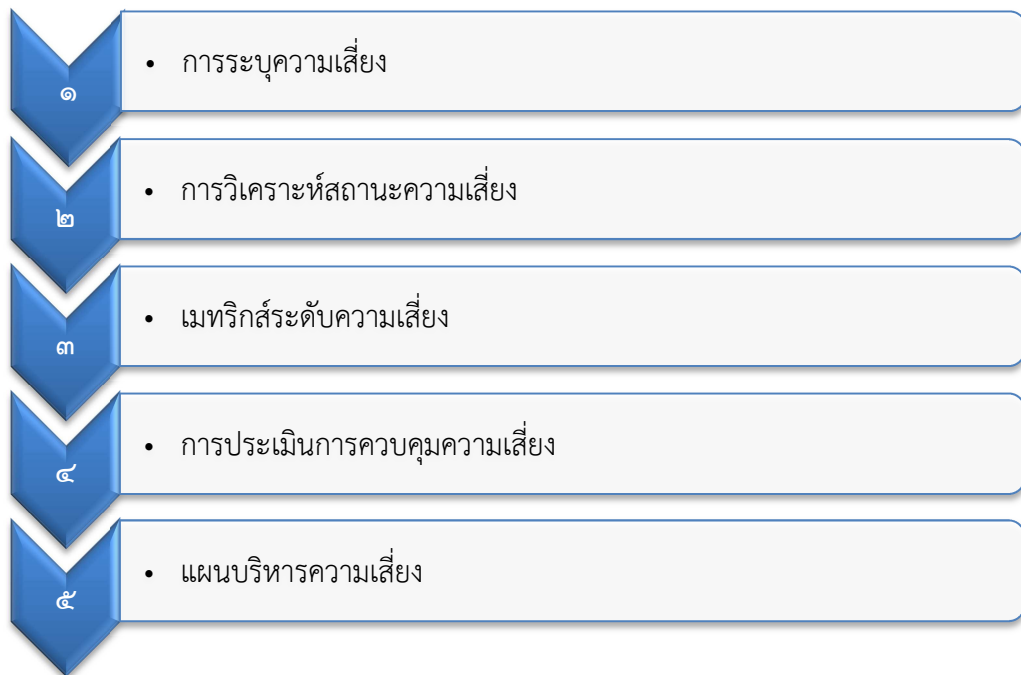 ๑
• การระบุความเสี่ยง
๒
• การวิเคราะห์สถานะความเสี่ยง
๓
• เมทริกส์ระดับความเสี่ยง
๔
• การประเมินการควบคุมความเสี่ยง
๕
• แผนบริหารความเสี่ยง